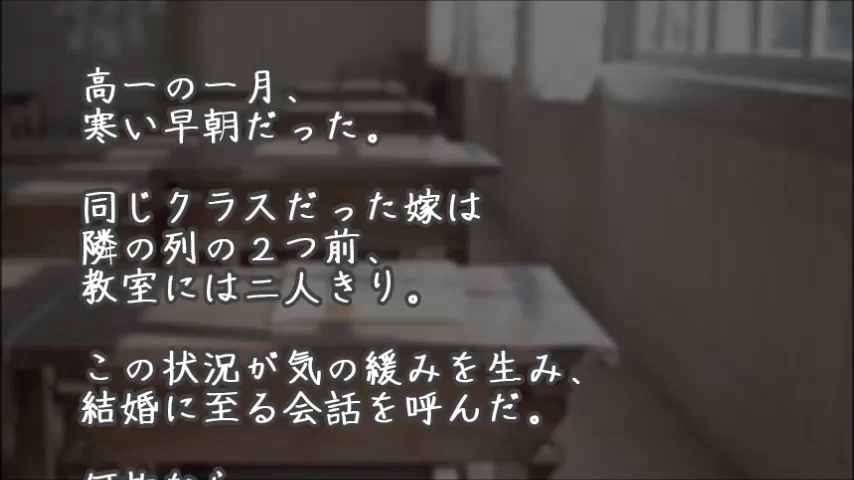 高一の一月、
寒い早朝だった。
同じクラスだった嫁は
隣の列の２つ前、
教室には二人きり。
この状況が気の緩みを生み、
結婚に至る会話を呼んだ。